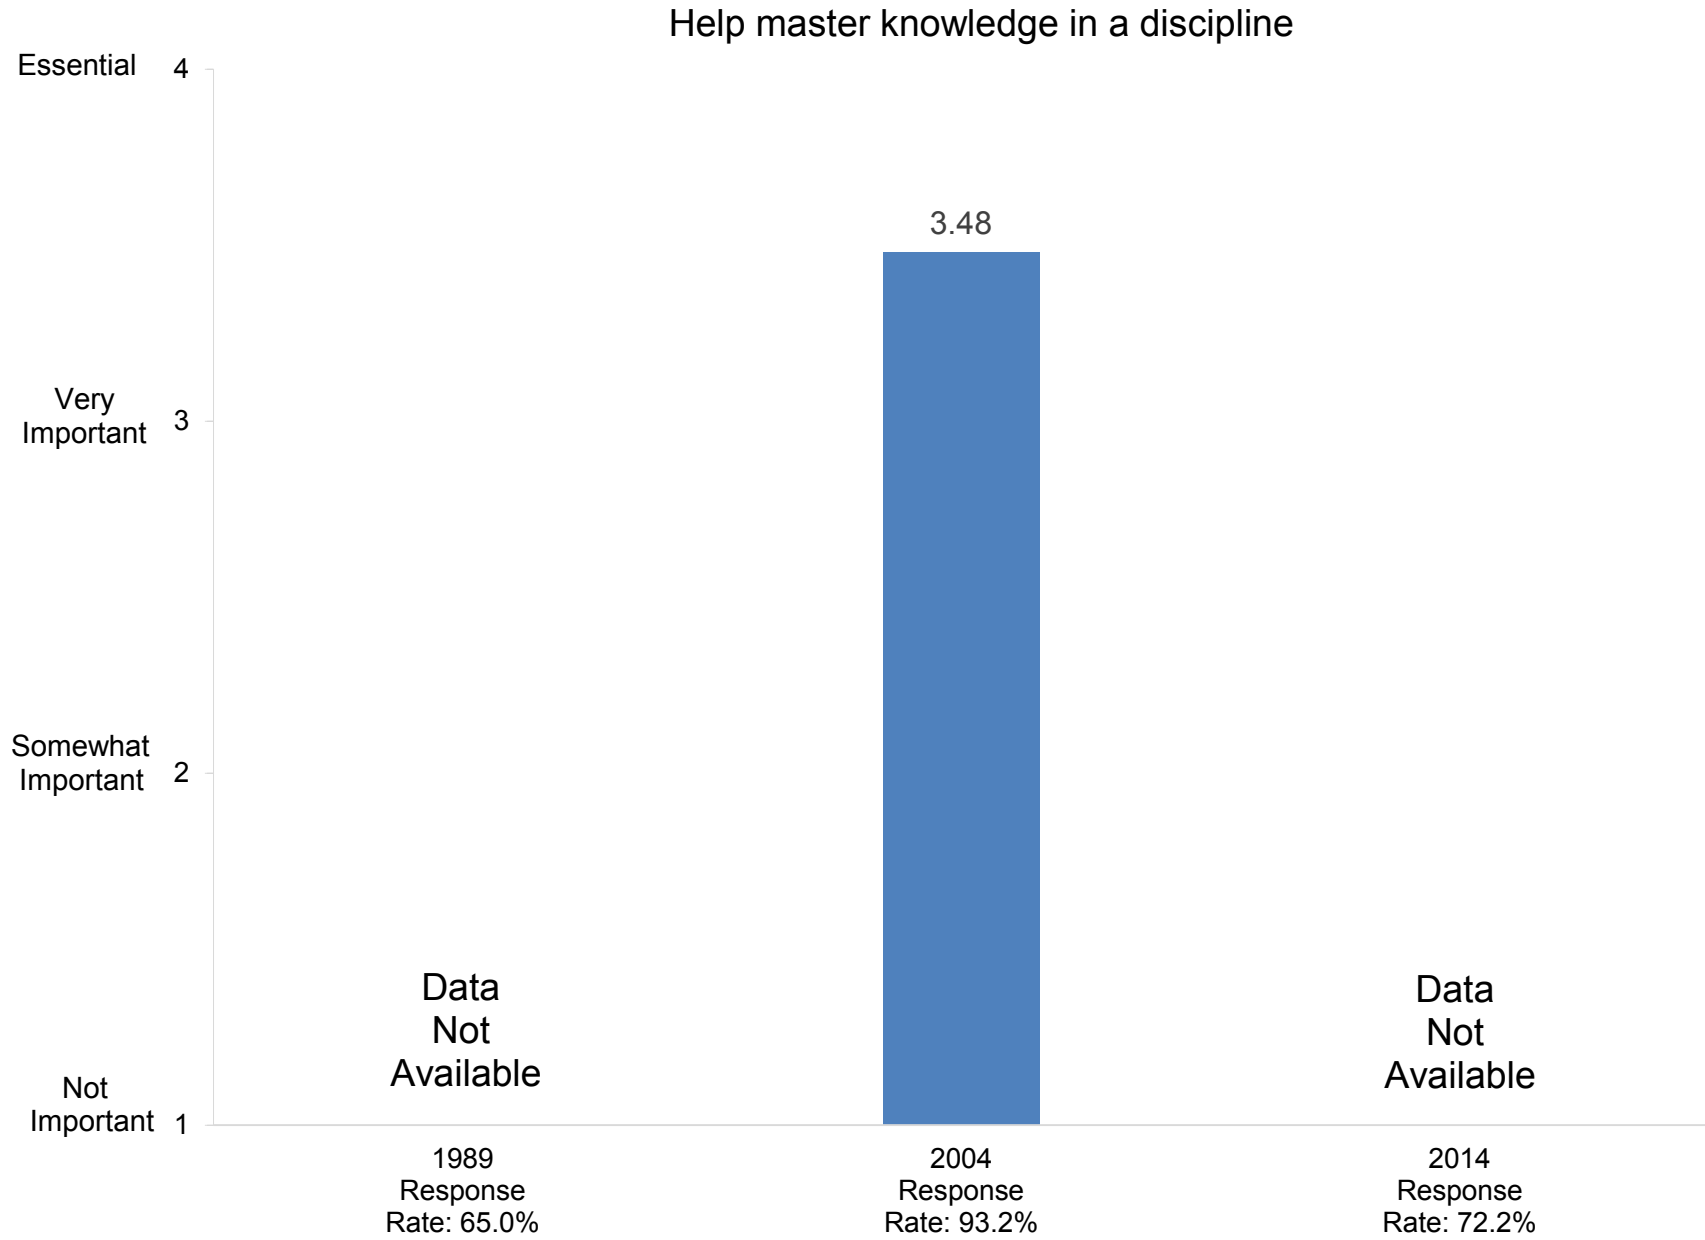 Help master knowledge in a discipline
Essential 4
Very
Important 3
Somewhat
Important 2
Not
Important 1
3.48
Data
Not
Available
Data
Not
Available
1989
Response
Rate: 65.0%
2004
Response
Rate: 93.2%
2014
Response
Rate: 72.2%